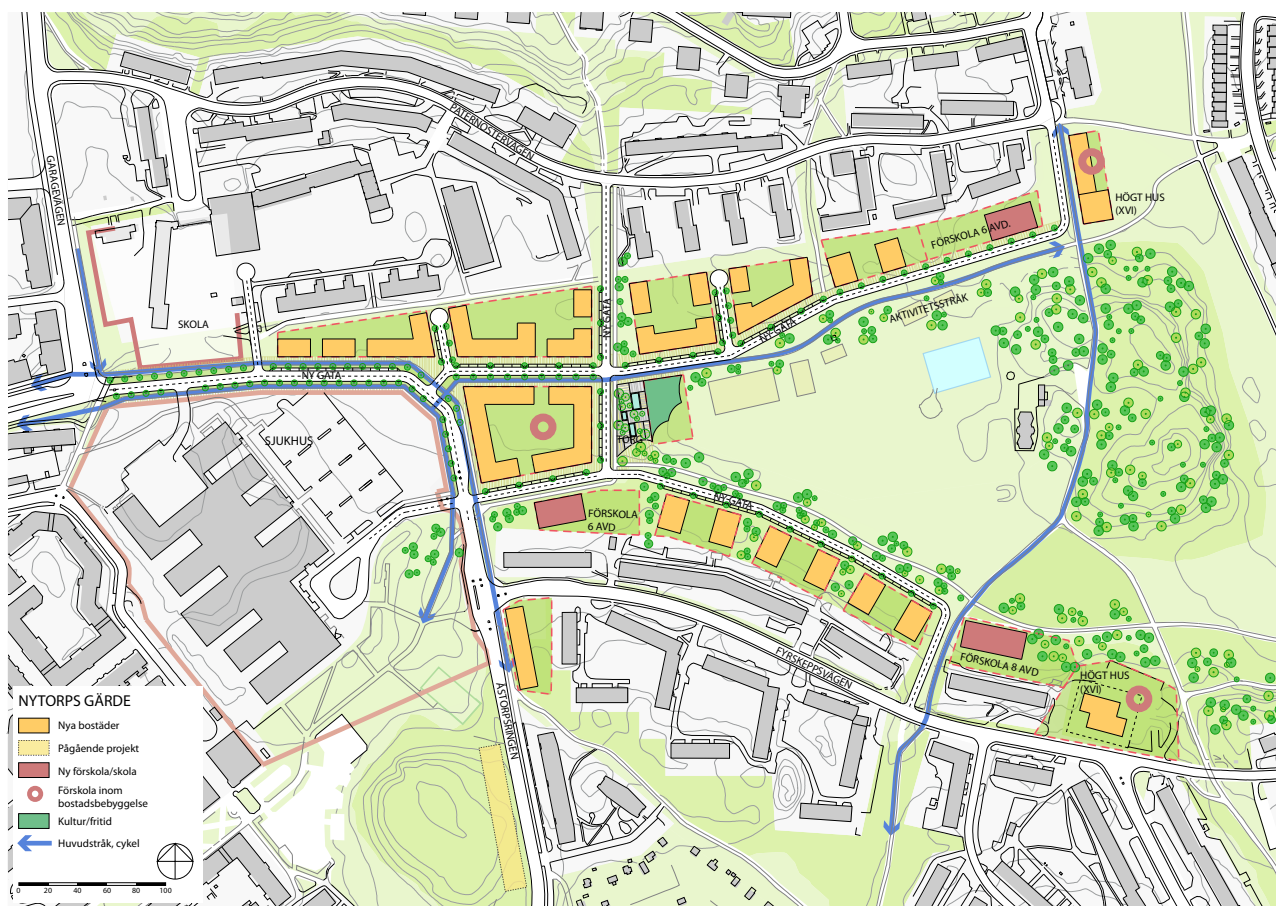 PATERNOSTERVÄGEN
GARAGEVÄGEN
HÖGT HUS
(XVI)
FÖRSKOLA 6 AVD.
AKTIVITETSSTRÅK
NY GATA
NY GATA
SKOLA
NY GATA
SJUKHUS
TORG
NY GATA
FÖRSKOLA
6 AVD
FYRSKEPPSVÄGEN
FÖRSKOLA 8 AVD
HÖGT HUS
(XVI)
ÅSTORPSRINGEN
NYTORPS GÄRDE
Nya bostäder
Pågående projekt
Ny förskola/skola
Förskola inom
bostadsbebyggelse
Kultur/fritid
Huvudstråk, cykel
0 20 40 60 80 100